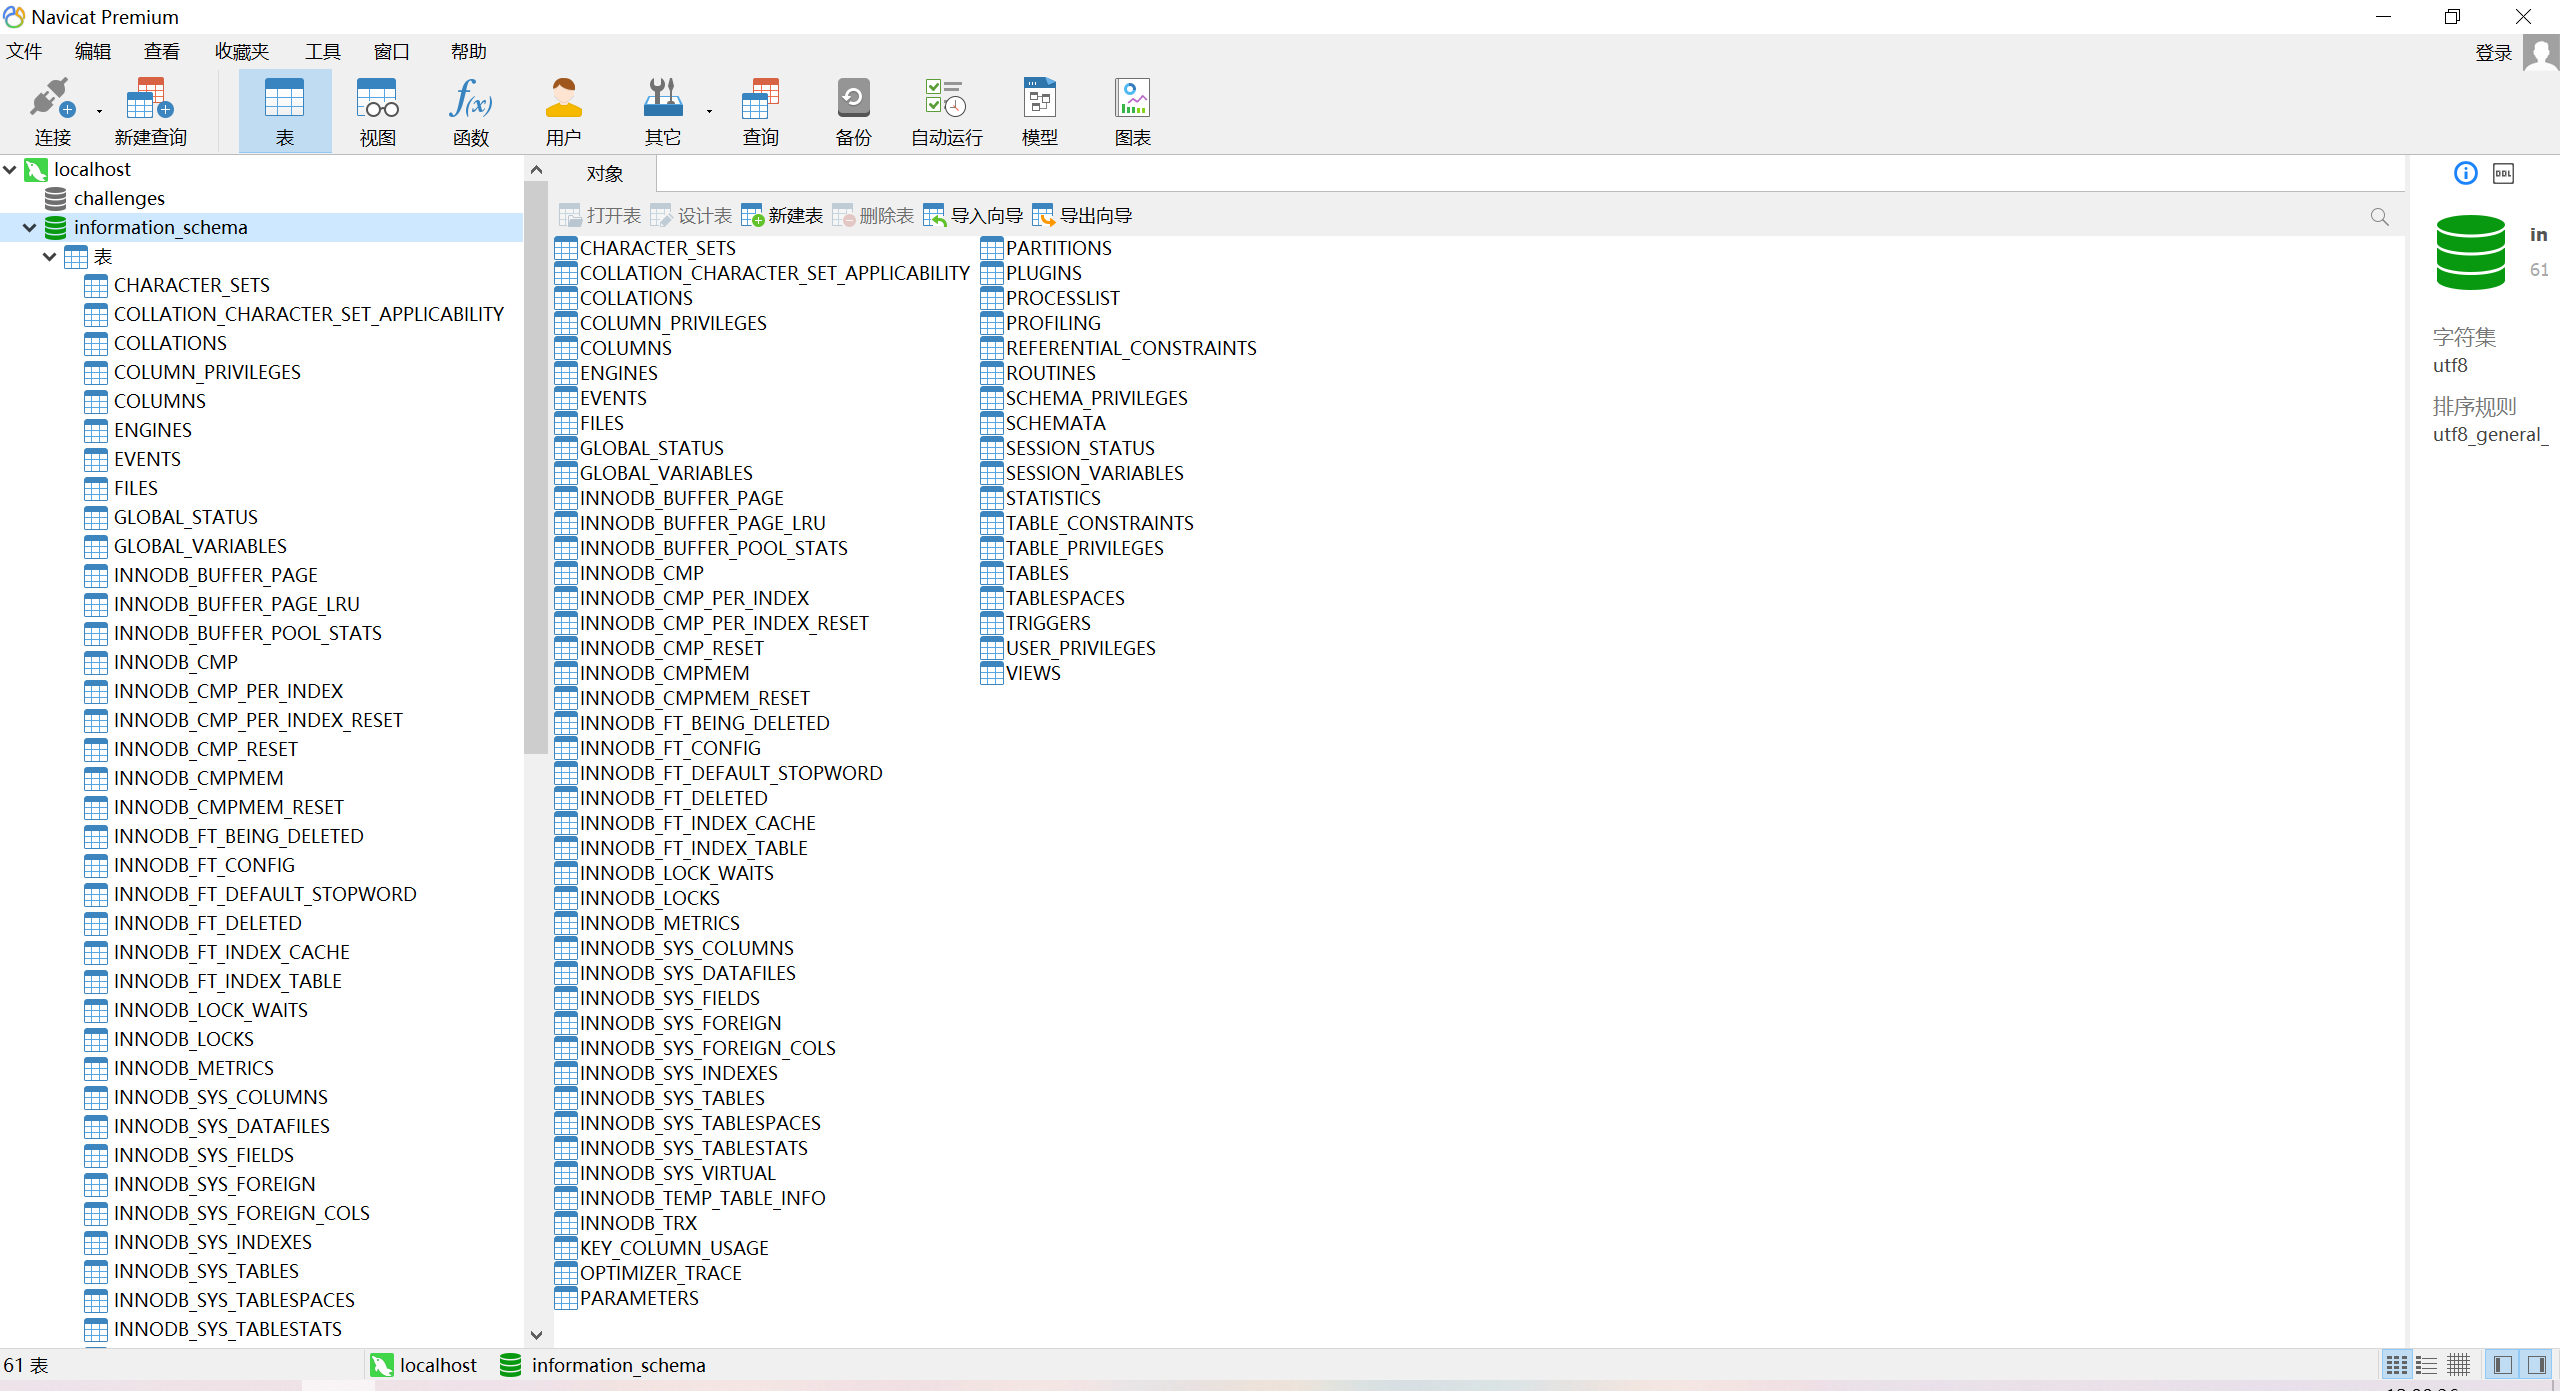 Navicat Premium
文件 编辑 查看 收藏夹 工具 窗口 帮助 登录
连接 新建查询 表 视图 函数 用户 其它 查询 备份 自动运行 模型 图表
localhost
challenges
information_schema
表
CHARACTER_SETS
COLLATION_CHARACTER_SET_APPLICABILITY
COLLATIONS
COLUMN_PRIVILEGES
COLUMNS
ENGINES
EVENTS
FILES
GLOBAL_STATUS
GLOBAL_VARIABLES
INNODB_BUFFER_PAGE
INNODB_BUFFER_PAGE_LRU
INNODB_BUFFER_POOL_STATS
INNODB_CMP
INNODB_CMP_PER_INDEX
INNODB_CMP_PER_INDEX_RESET
INNODB_CMP_RESET
INNODB_CMPMEM
INNODB_CMPMEM_RESET
INNODB_FT_BEING_DELETED
INNODB_FT_CONFIG
INNODB_FT_DEFAULT_STOPWORD
INNODB_FT_DELETED
INNODB_FT_INDEX_CACHE
INNODB_FT_INDEX_TABLE
INNODB_LOCK_WAITS
INNODB_LOCKS
INNODB_METRICS
INNODB_SYS_COLUMNS
INNODB_SYS_DATAFILES
INNODB_SYS_FIELDS
INNODB_SYS_FOREIGN
INNODB_SYS_FOREIGN_COLS
INNODB_SYS_INDEXES
INNODB_SYS_TABLES
INNODB_SYS_TABLESPACES
INNODB_SYS_TABLESTATS
对象
打开表 设计表 新建表 删除表 导入向导 导出向导
CHARACTER_SETS
COLLATION_CHARACTER_SET_APPLICABILITY
COLLATIONS
COLUMN_PRIVILEGES
COLUMNS
ENGINES
EVENTS
FILES
GLOBAL_STATUS
GLOBAL_VARIABLES
INNODB_BUFFER_PAGE
INNODB_BUFFER_PAGE_LRU
INNODB_BUFFER_POOL_STATS
INNODB_CMP
INNODB_CMP_PER_INDEX
INNODB_CMP_PER_INDEX_RESET
INNODB_CMP_RESET
INNODB_CMPMEM
INNODB_CMPMEM_RESET
INNODB_FT_BEING_DELETED
INNODB_FT_CONFIG
INNODB_FT_DEFAULT_STOPWORD
INNODB_FT_DELETED
INNODB_FT_INDEX_CACHE
INNODB_FT_INDEX_TABLE
INNODB_LOCK_WAITS
INNODB_LOCKS
INNODB_METRICS
INNODB_SYS_COLUMNS
INNODB_SYS_DATAFILES
INNODB_SYS_FIELDS
INNODB_SYS_FOREIGN
INNODB_SYS_FOREIGN_COLS
INNODB_SYS_INDEXES
INNODB_SYS_TABLES
INNODB_SYS_TABLESPACES
INNODB_SYS_TABLESTATS
INNODB_SYS_VIRTUAL
INNODB_TEMP_TABLE_INFO
INNODB_TRX
KEY_COLUMN_USAGE
OPTIMIZER_TRACE
PARAMETERS
PARTITIONS
PLUGINS
PROCESSLIST
PROFILING
REFERENTIAL_CONSTRAINTS
ROUTINES
SCHEMA_PRIVILEGES
SCHEMATA
SESSION_STATUS
SESSION_VARIABLES
STATISTICS
TABLE_CONSTRAINTS
TABLE_PRIVILEGES
TABLES
TABLESPACES
TRIGGERS
USER_PRIVILEGES
VIEWS
DDL
in
61
字符集
utf8
排序规则
utf8_general_
61 表 localhost information_schema